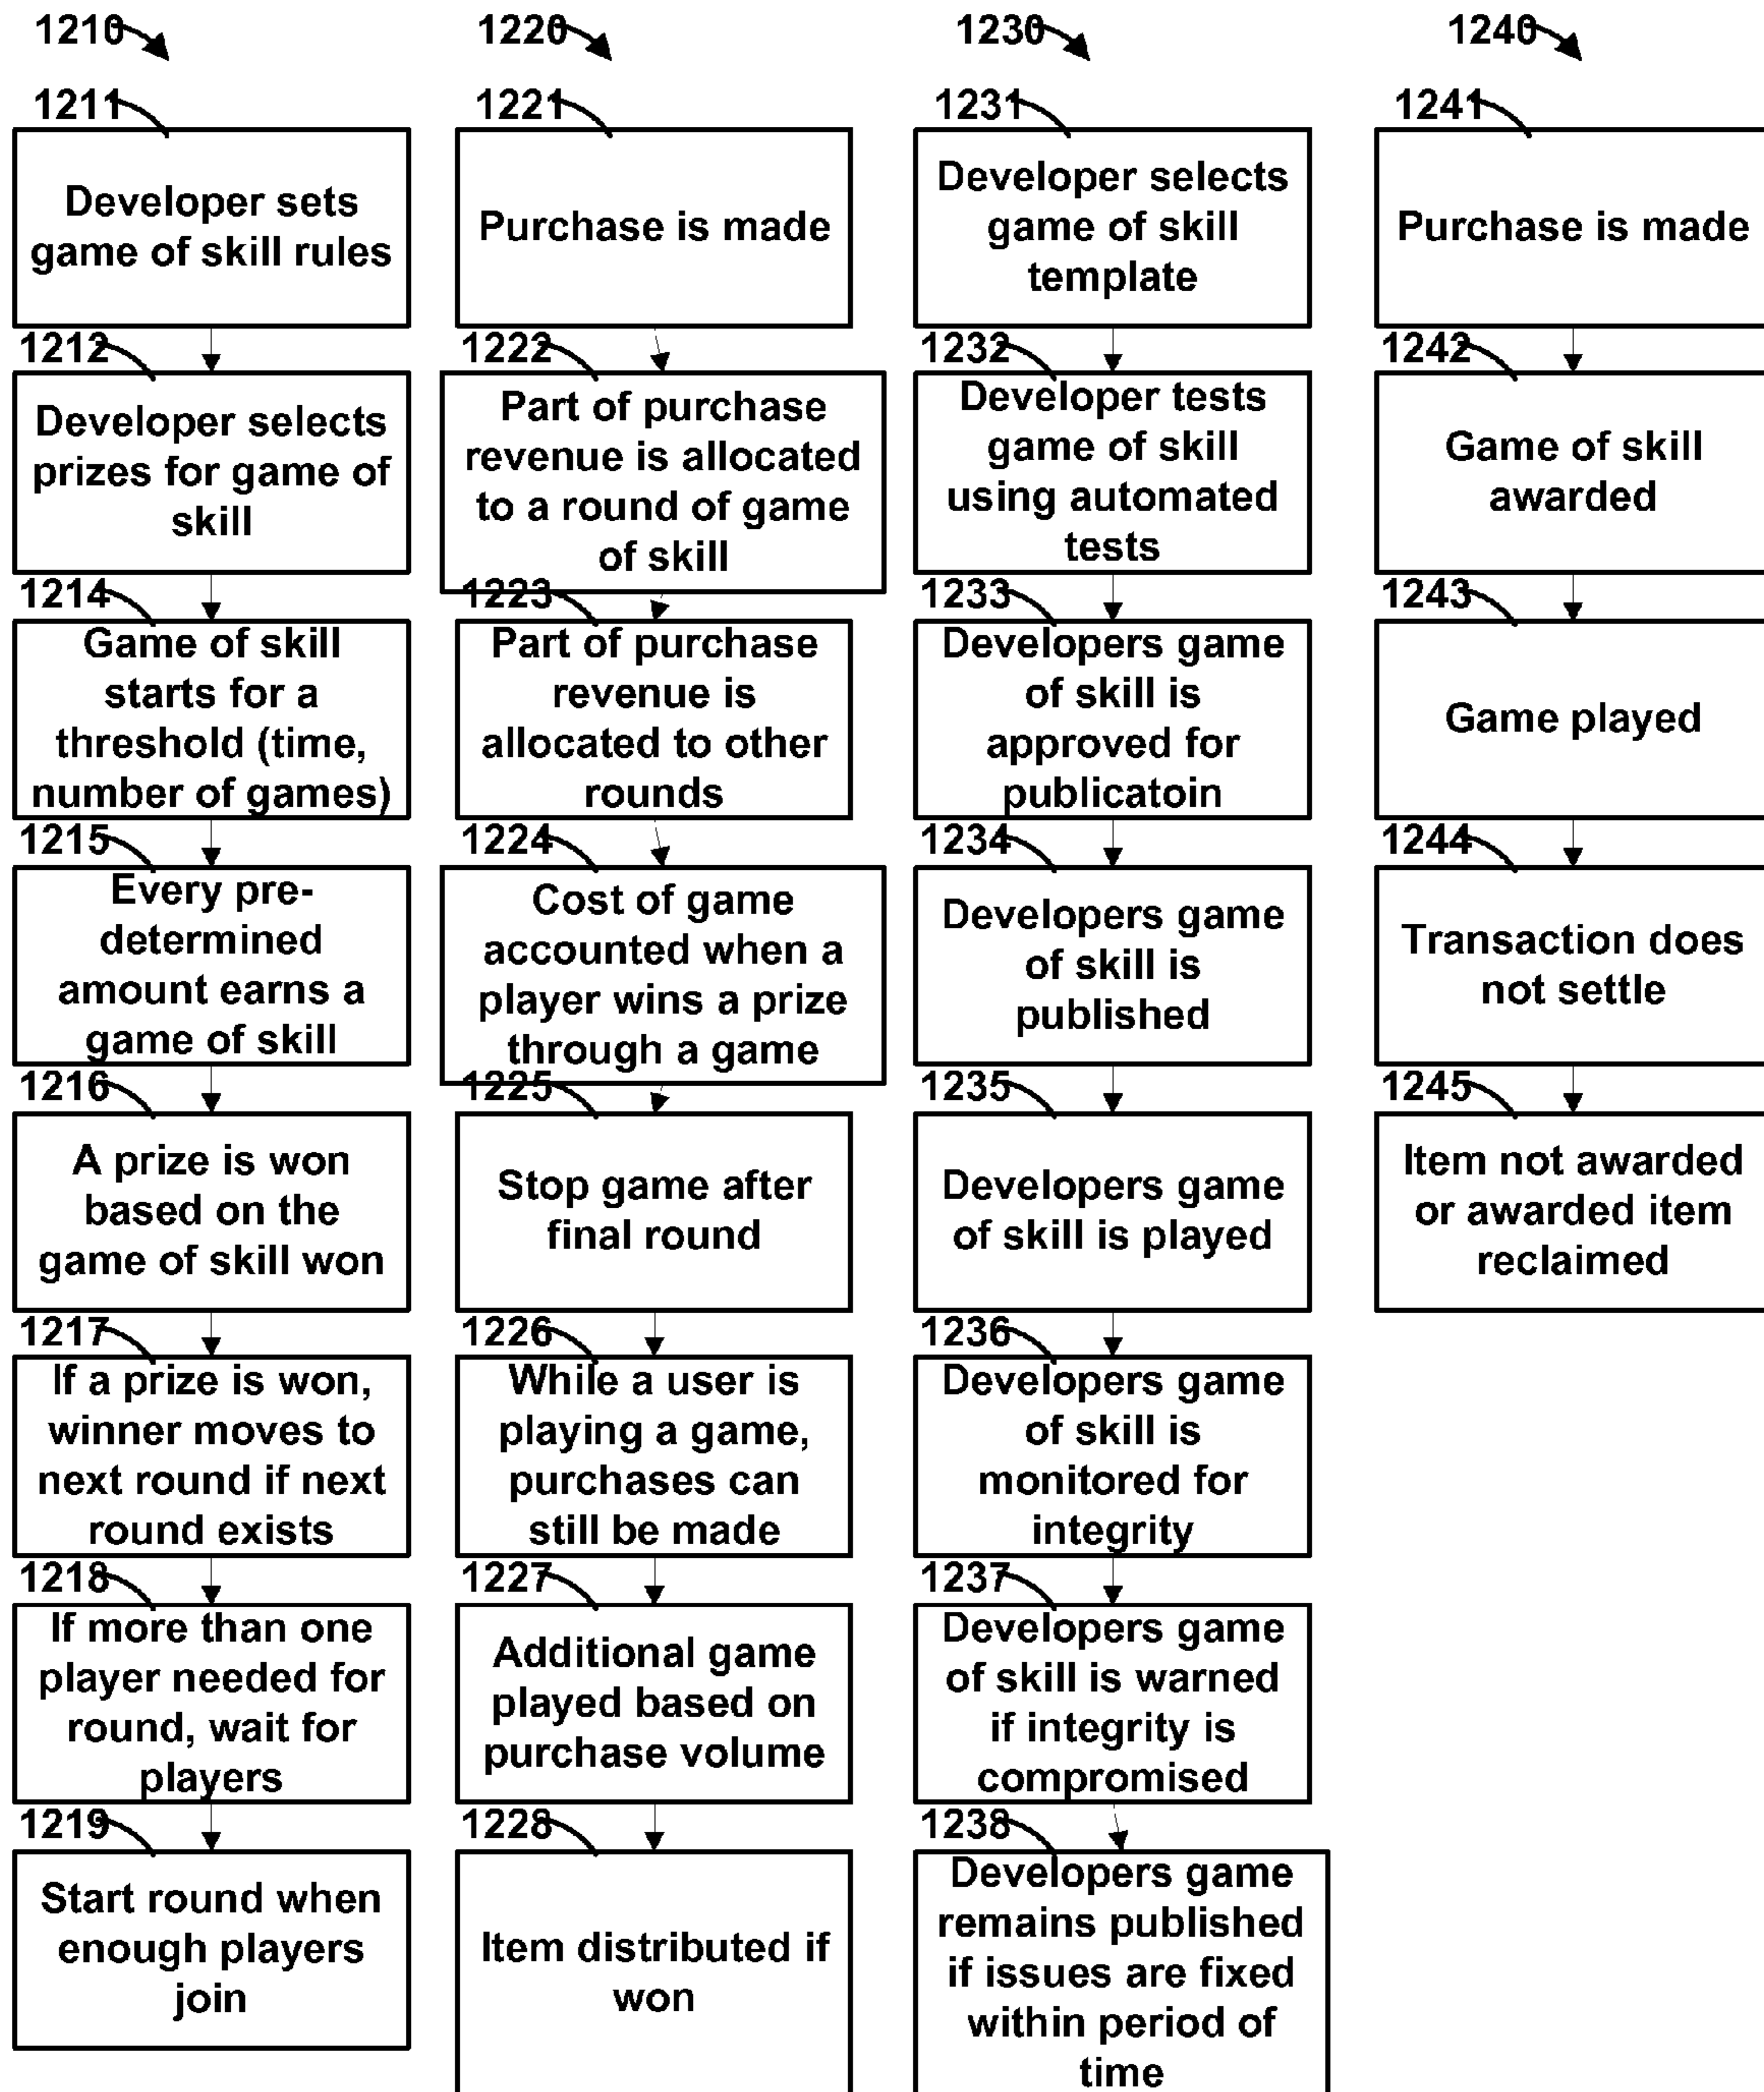 1210
1211
Developer sets
game of skill rules
1212
Developer selects
prizes for game of
skill
1214
Game of skill
starts for a
threshold (time,
number of games)
1215
Every pre-
determined
amount earns a
game of skill
1216
A prize is won
based on the
game of skill won
1217
If a prize is won,
winner moves to
next round if next
round exists
1218
If more than one
player needed for
round, wait for
players
1219
Start round when
enough players
join
1220
1221
Purchase is made
1222
Part of purchase
revenue is allocated
to a round of game
of skill
1223
Part of purchase
revenue is
allocated to other
rounds
1224
Cost of game
accounted when a
player wins a prize
through a game
1225
Stop game after
final round
1226
While a user is
playing a game,
purchases can
still be made
1227
Additional game
played based on
purchase volume
1228
Item distributed if
won
1230
1231
Developer selects
game of skill
template
1232
Developer tests
game of skill
using automated
tests
1233
Developers game
of skill is
approved for
publicatoin
1234
Developers game
of skill is
published
1235
Developers game
of skill is played
1236
Developers game
of skill is
monitored for
integrity
1237
Developers game
of skill is warned
if integrity is
compromised
1238
Developers game
remains published
if issues are fixed
within period of
time
1240
1241
Purchase is made
1242
Game of skill
awarded
1243
Game played
1244
Transaction does
not settle
1245
Item not awarded
or awarded item
reclaimed